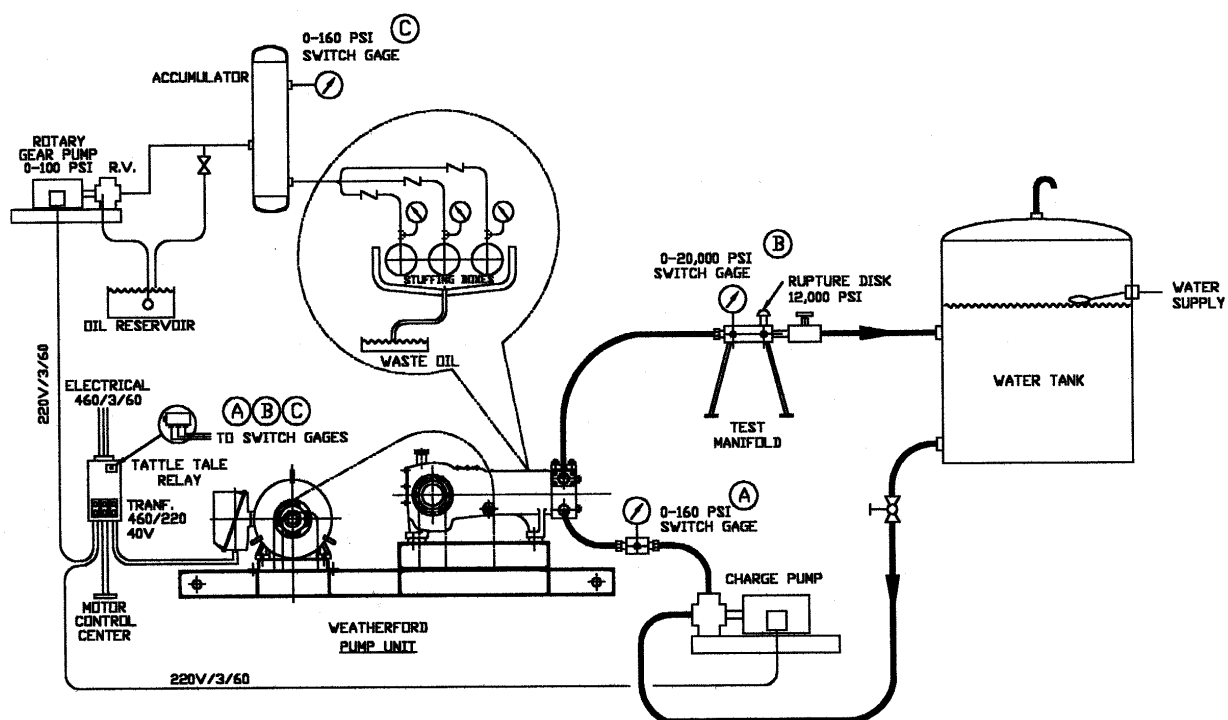 0-160 PSI
SWITCH GAGE
C
ACCUMULATOR
ROTARY
GEAR PUMP
0-100 PSI
R.V.
OIL RESERVOIR
STUFFING BOXES
WASTE OIL
0-20,000 PSI
SWITCH GAGE
B
RUPTURE DISK
12,000 PSI
WATER
SUPPLY
WATER TANK
TEST
MANIFOLD
220V/3/60
ELECTRICAL
460/3/60
A B C
TO SWITCH GAGES
TATTLE TALE
RELAY
TRANF.
460/220
40V
MOTOR
CONTROL
CENTER
0-160 PSI
SWITCH GAGE
A
CHARGE PUMP
WEATHERFORD
PUMP UNIT
220V/3/60